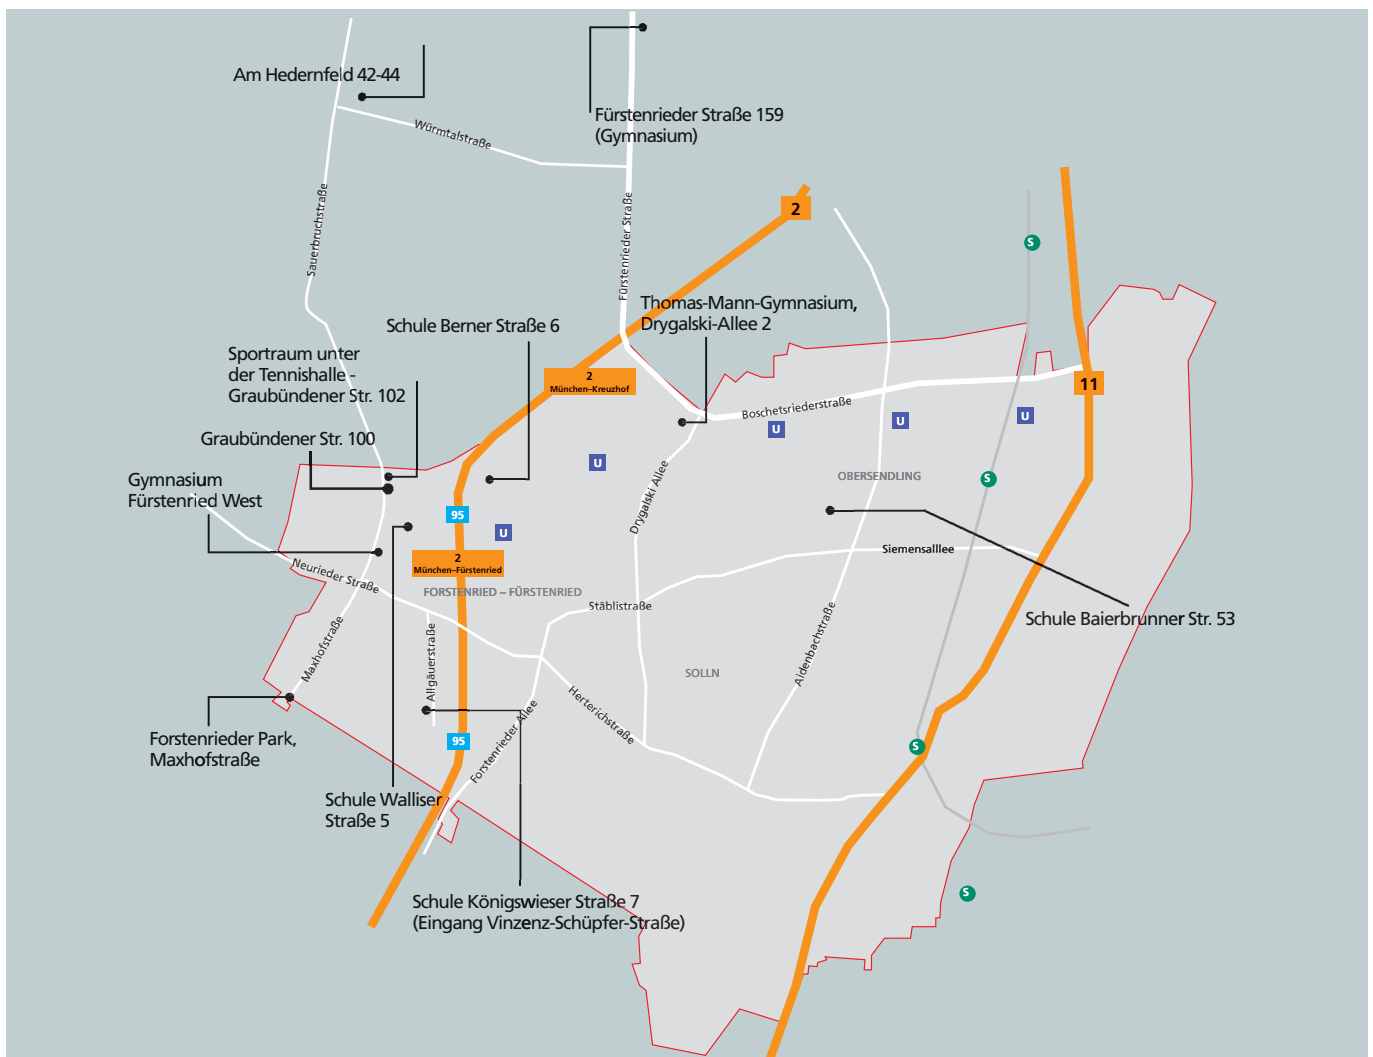 Am Hedernfeld 42-44
Fürstenrieder Straße 159
(Gymnasium)
Würmtalstraße
Sauerbruchstraße
Fürstenrieder Straße
2
S
Thomas-Mann-Gymnasium,
Drygalski-Allee 2
Schule Berner Straße 6
Sportraum unter
der Tennishalle -
Graubündener Str. 102
2
München–Kreuzhof
11
Boschetsriederstraße
U
U
U
Graubündener Str. 100
U
Gymnasium
Fürstenried West
Drygalski Allee
OBERSENDLING
S
95
U
2
München–Fürstenried
Siemensalllee
Neurieder Straße
FORSTENRIED – FÜRSTENRIED
Stäblistraße
Schule Baierbrunner Str. 53
Maxhofstraße
Allgäuerstraße
Aidenbachstraße
SOLLN
Herterichstraße
Forstenrieder Allee
Forstenrieder Park,
Maxhofstraße
95
S
Schule Walliser
Straße 5
Schule Königswieser Straße 7
(Eingang Vinzenz-Schüpfer-Straße)
S